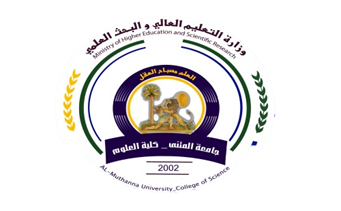 وزارة التعليم العالي و البحث العلمي
Ministry of Higher Education and Scientific Research
العلم مصباح العقل
جامعة المثنى _ كلية العلوم
2002
AL-Muthanna University_College of Science